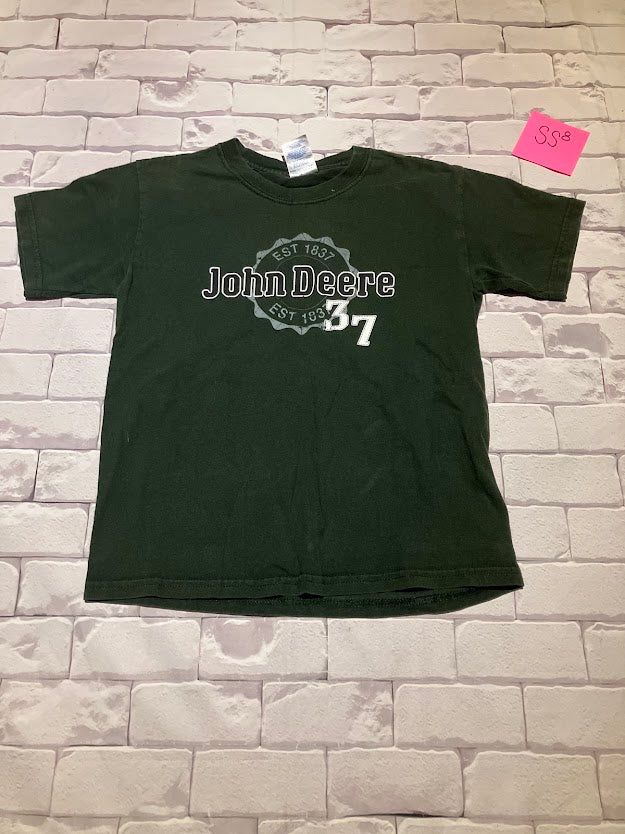 SS8
EST 1837
John Deere
EST 1837
37